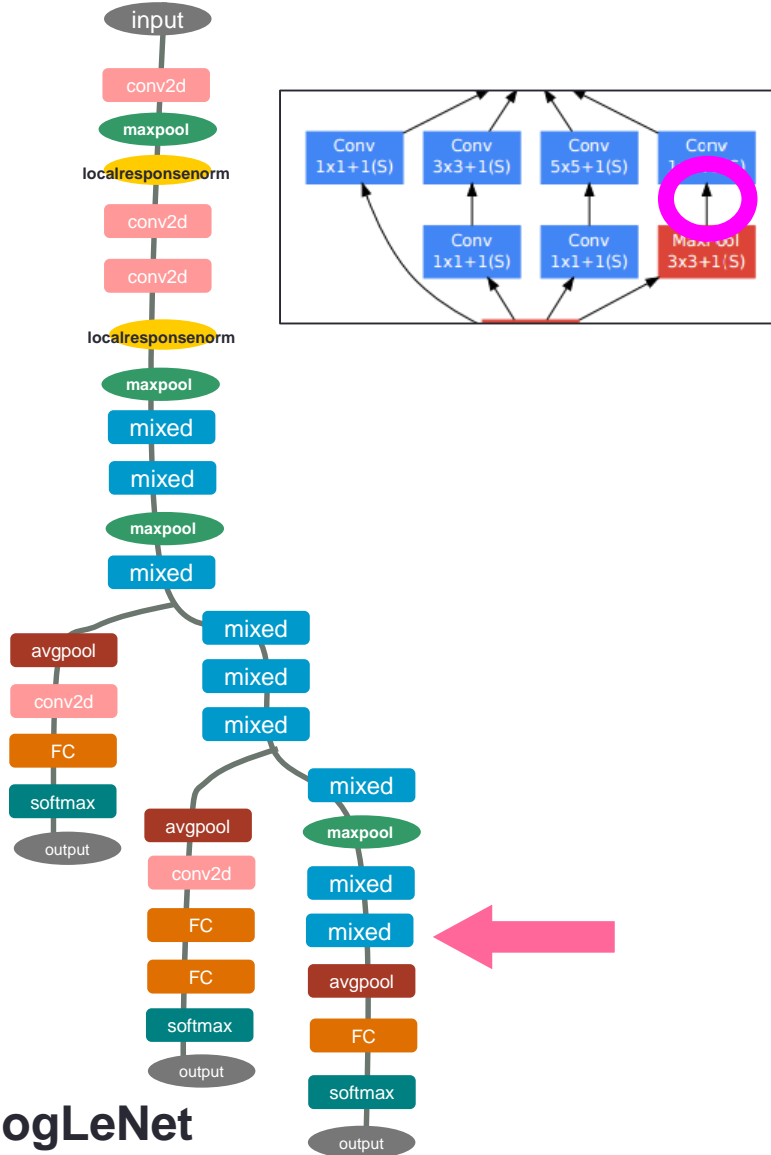 input
conv2d
maxpool
localresponsenorm
conv2d
conv2d
localresponsenorm
maxpool
mixed
mixed
maxpool
mixed
Conv
1x1+1(S)
Conv
3x3+1(S)
Conv
5x5+1(S)
Conv
Conv
1x1+1(S)
Conv
1x1+1(S)
MaxPool
3x3+1(S)
avgpool
conv2d
FC
softmax
output
mixed
mixed
mixed
avgpool
conv2d
FC
FC
softmax
output
mixed
maxpool
mixed
mixed
avgpool
FC
softmax
output
ogLeNet